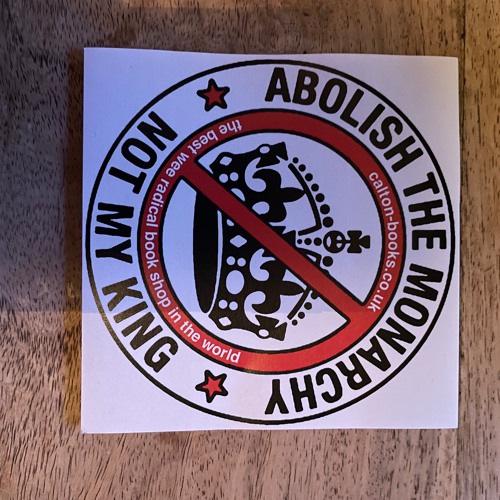 ABOLISH THE MONARCHY
NOT MY KING
calton-books.co.uk
the best wee radical book shop in the world